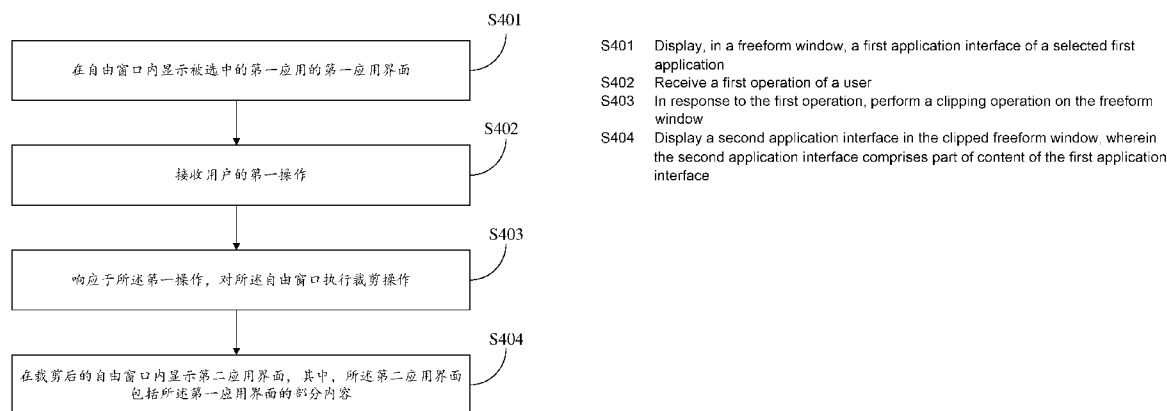 S401
在自由窗口内显示被选中的第一应用的第一应用界面
S402
接收用户的第一操作
S403
响应于所述第一操作，对所述自由窗口执行裁剪操作
S404
在裁剪后的自由窗口内显示第二应用界面，其中，所述第二应用界面
包括所述第一应用界面的部分内容
S401 Display, in a freeform window, a first application interface of a selected first
application
S402 Receive a first operation of a user
S403 In response to the first operation, perform a clipping operation on the freeform
window
S404 Display a second application interface in the clipped freeform window, wherein
the second application interface comprises part of content of the first application
interface